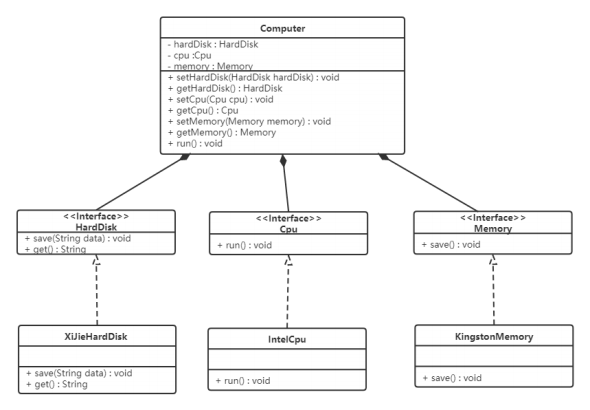 Computer
- hardDisk : HardDisk
- cpu :Cpu
- memory : Memory
+ setHardDisk(HardDisk hardDisk) : void
+ getHardDisk() : HardDisk
+ setCpu(Cpu cpu) : void
+ getCpu() : Cpu
+ setMemory(Memory memory) : void
+ getMemory() : Memory
+ run() : void
<<Interface>>
HardDisk
+ save(String data) : void
+ get() : String
<<Interface>>
Cpu
+ run() : void
<<Interface>>
Memory
+ save() : void
XiJieHardDisk
+ save(String data) : void
+ get() : String
IntelCpu
+ run() : void
KingstonMemory
+ save() : void